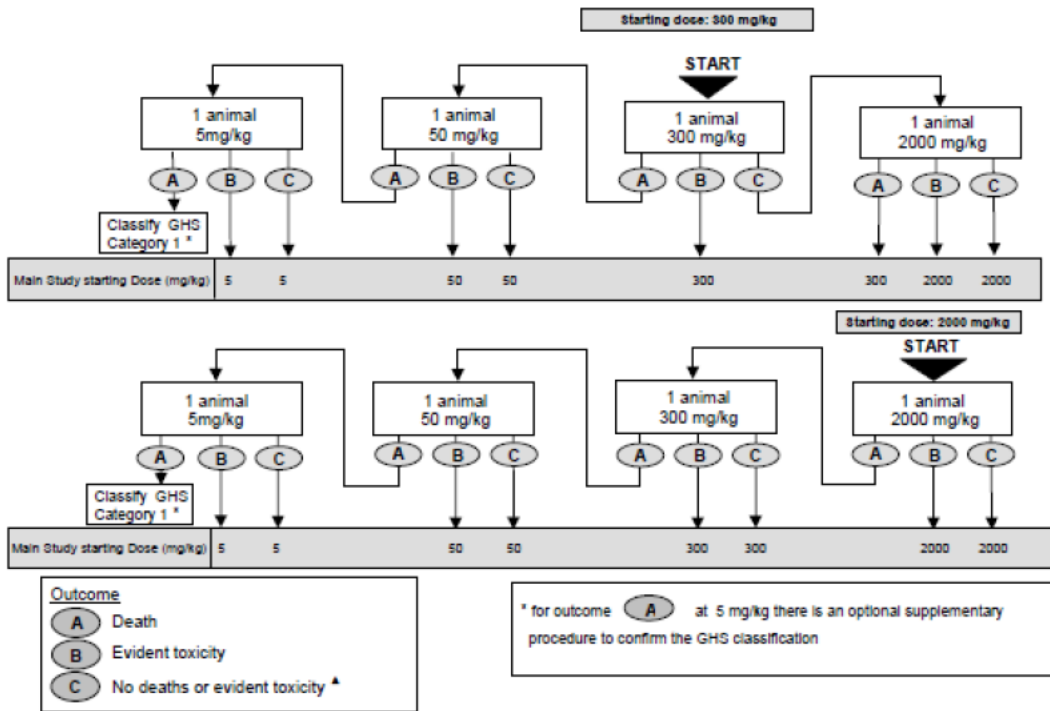 Starting dose: 300 mg/kg
START
1 animal
5mg/kg
1 animal
50 mg/kg
1 animal
300 mg/kg
1 animal
2000 mg/kg
A B C A B C A B C A B C
Classify GHS
Category 1 *
Main Study starting Dose (mg/kg) 5 5 50 50 300 300 2000 2000
Starting dose: 2000 mg/kg
START
1 animal
5mg/kg
1 animal
50 mg/kg
1 animal
300 mg/kg
1 animal
2000 mg/kg
A B C A B C A B C A B C
Classify GHS
Category 1 *
Main Study starting Dose (mg/kg) 5 5 50 50 300 300 2000 2000
Outcome
A Death
B Evident toxicity
C No deaths or evident toxicity ▲
* for outcome A at 5 mg/kg there is an optional supplementary
procedure to confirm the GHS classification